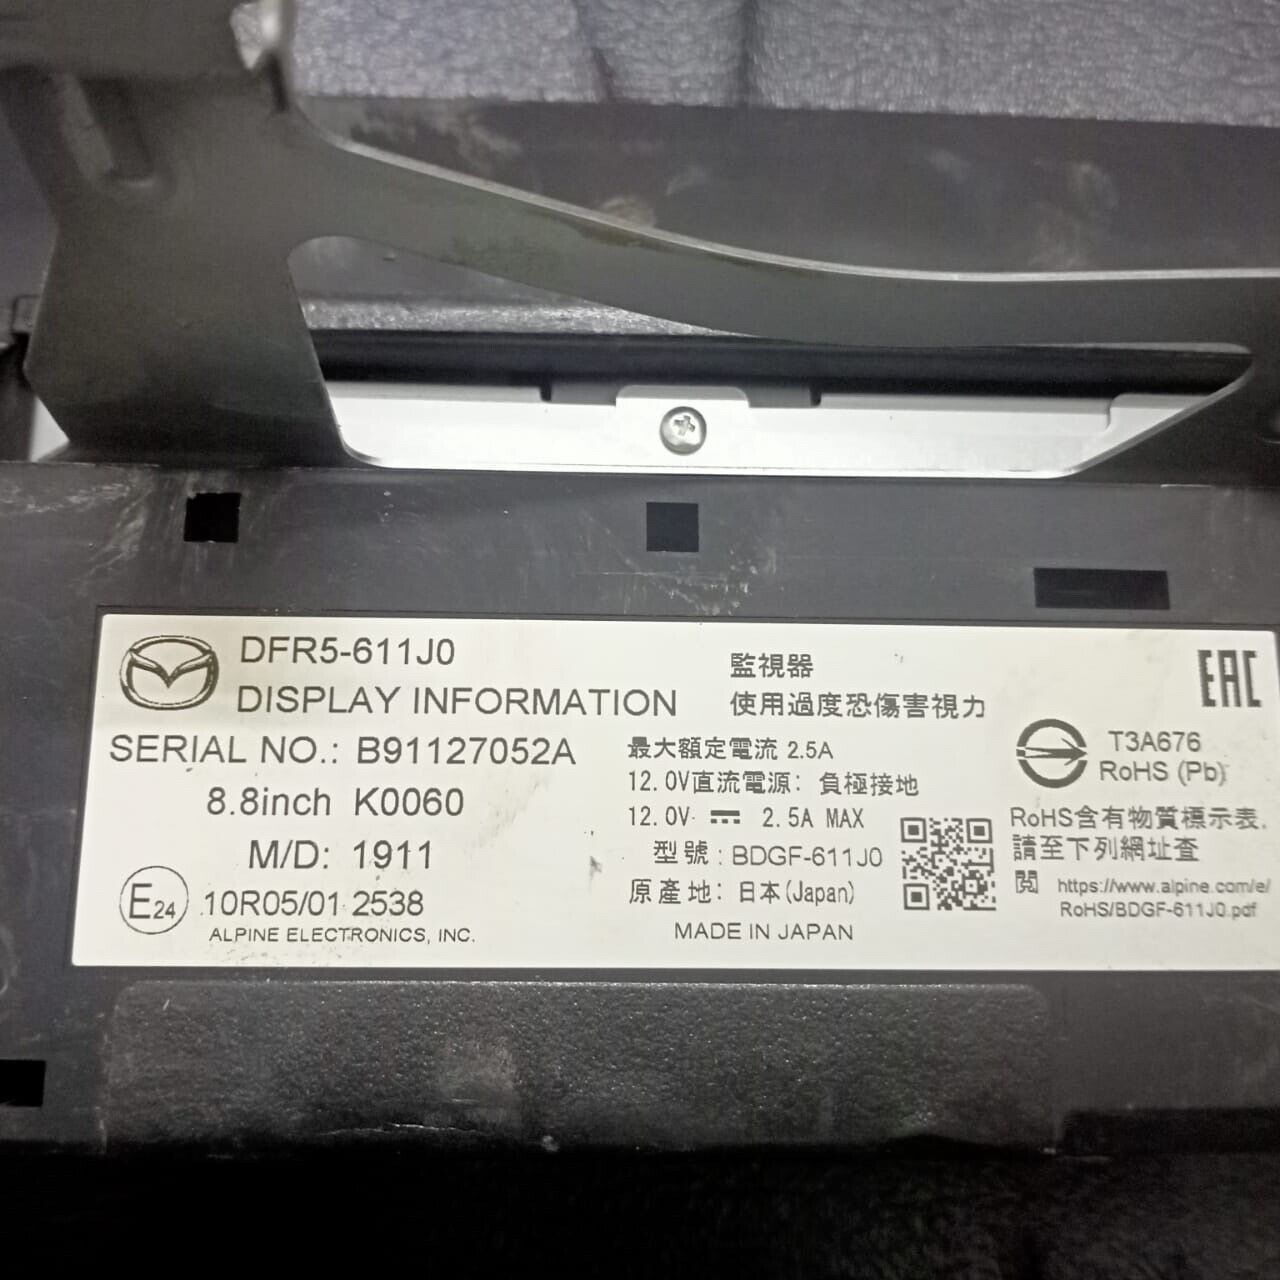 DFR5-611J0
DISPLAY INFORMATION
SERIAL NO.: B91127052A
8.8inch K0060
M/D: 1911
E24 10R05/01 2538
ALPINE ELECTRONICS, INC.
監視器
使用過度恐傷害視力
最大額定電流 2.5A
12.0V直流電源: 負極接地
12.0V 2.5A MAX
型號: BDGF-611J0
原產地: 日本(Japan)
MADE IN JAPAN
EAC
T3A676
RoHS (Pb)
RoHS含有物質標示表,
請至下列網址查
閱 https://www.alpine.com/e/
RoHS/BDGF-611J0.pdf